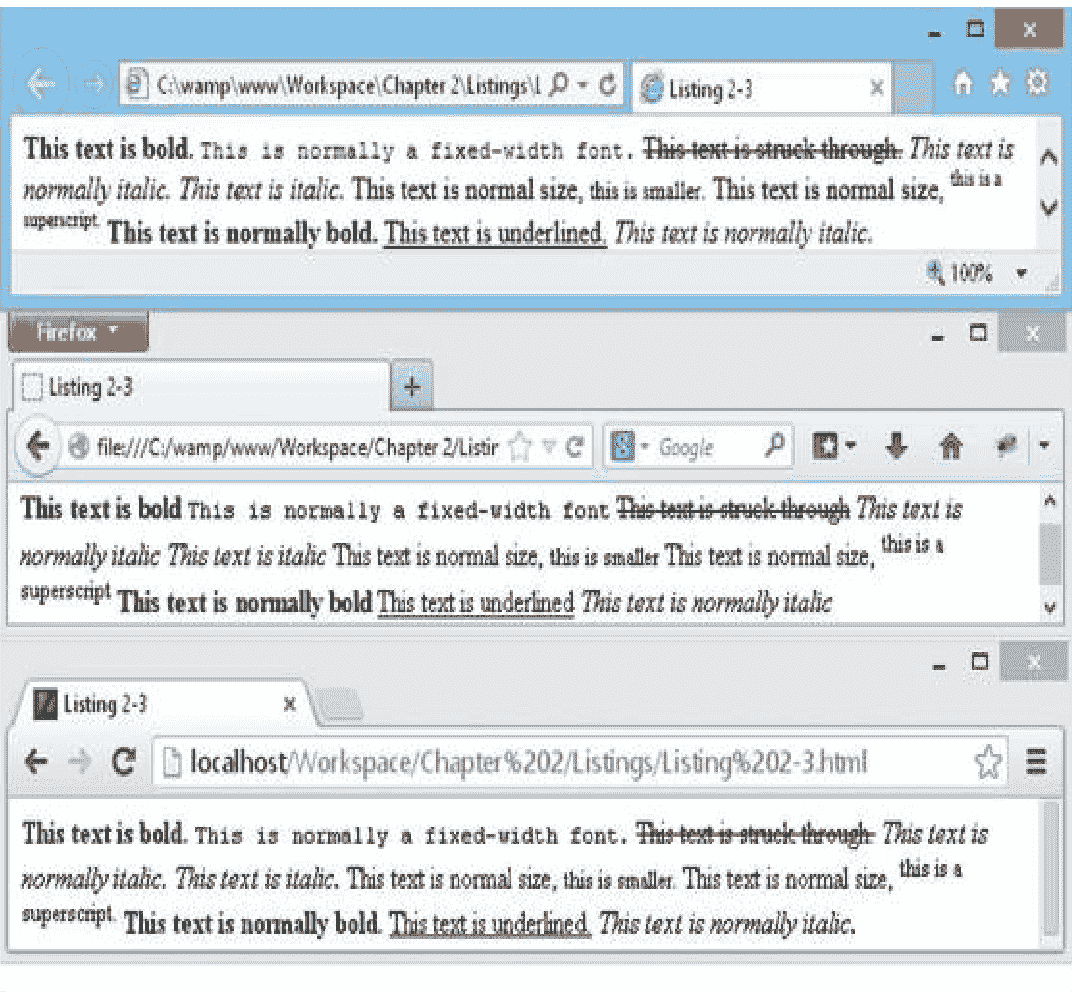 C:\wamp\www\Workspace\Chapter 2\Listings\L
Listing 2-3
This text is bold. This is normally a fixed-width font. This text is struck through. This text is
normally italic. This text is italic. This text is normal size, this is smaller. This text is normal size, this is a
superscript. This text is normally bold. This text is underlined. This text is normally italic.
100%
Firefox
Listing 2-3
file:///C:/wamp/www/Workspace/Chapter 2/Listin
Google
This text is bold This is normally a fixed-width font This text is struck through This text is
normally italic This text is italic This text is normal size, this is smaller This text is normal size, this is a
superscript This text is normally bold This text is underlined This text is normally italic
Listing 2-3
localhost/Workspace/Chapter%202/Listings/Listing%202-3.html
This text is bold. This is normally a fixed-width font. This text is struck through. This text is
normally italic. This text is italic. This text is normal size, this is smaller. This text is normal size, this is a
superscript. This text is normally bold. This text is underlined. This text is normally italic.